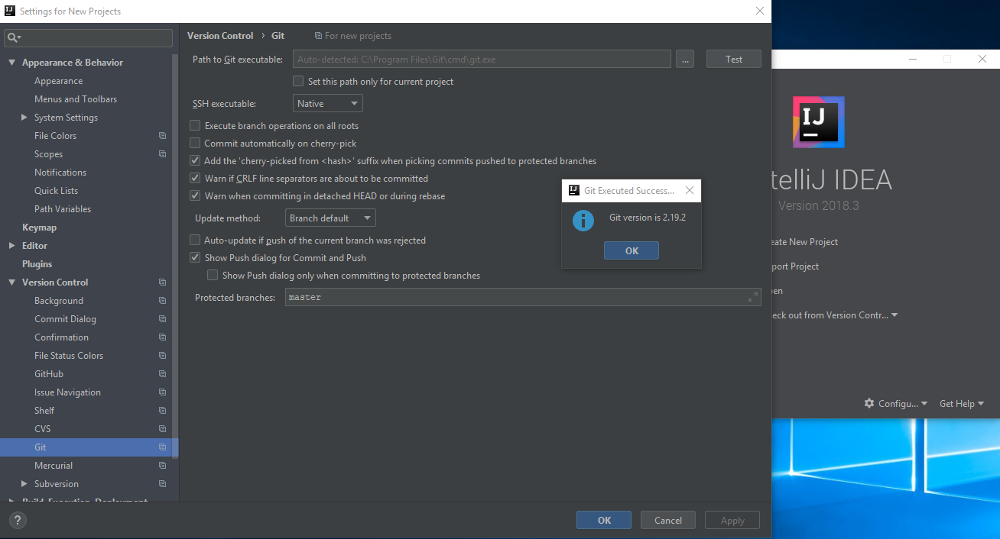 IJ Settings for New Projects
Version Control › Git For new projects
Appearance & Behavior
Appearance
Menus and Toolbars
System Settings
File Colors
Scopes
Notifications
Quick Lists
Path Variables
Keymap
Editor
Plugins
Version Control
Background
Commit Dialog
Confirmation
File Status Colors
GitHub
Issue Navigation
Shelf
CVS
Git
Mercurial
Subversion
Build, Execution, Deployment
Path to Git executable: Auto-detected: C:\Program Files\Git\cmd\git.exe ... Test
Set this path only for current project
SSH executable: Native
Execute branch operations on all roots
Commit automatically on cherry-pick
Add the 'cherry-picked from <hash>' suffix when picking commits pushed to protected branches
Warn if CRLF line separators are about to be committed
Warn when committing in detached HEAD or during rebase
Update method: Branch default
Auto-update if push of the current branch was rejected
Show Push dialog for Commit and Push
Show Push dialog only when committing to protected branches
Protected branches: master
IJ Git Executed Success...
Git version is 2.19.2
OK
? OK Cancel Apply
IJ
telliJ IDEA
Version 2018.3
eate New Project
port Project
en
eck out from Version Contr...
Configu... Get Help